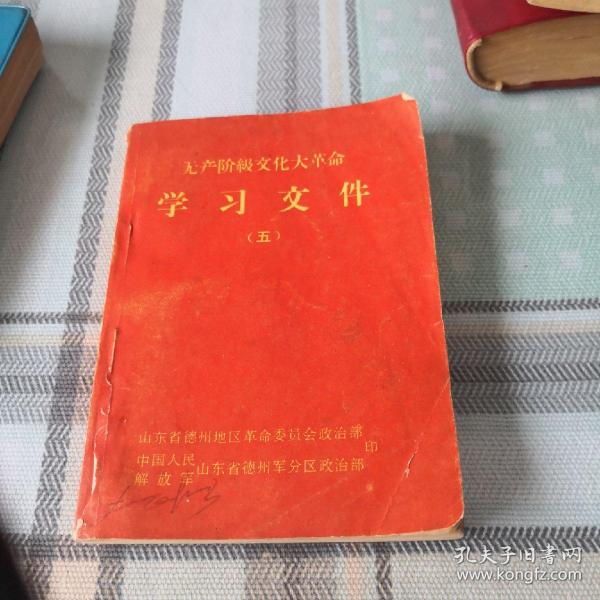 无产阶級文化大革命
学习文件
（五）
山东省德州地区革命委员会政治部
中国人民
解放军山东省德州军分区政治部
印
孔夫子旧书网
www.kongfz.com